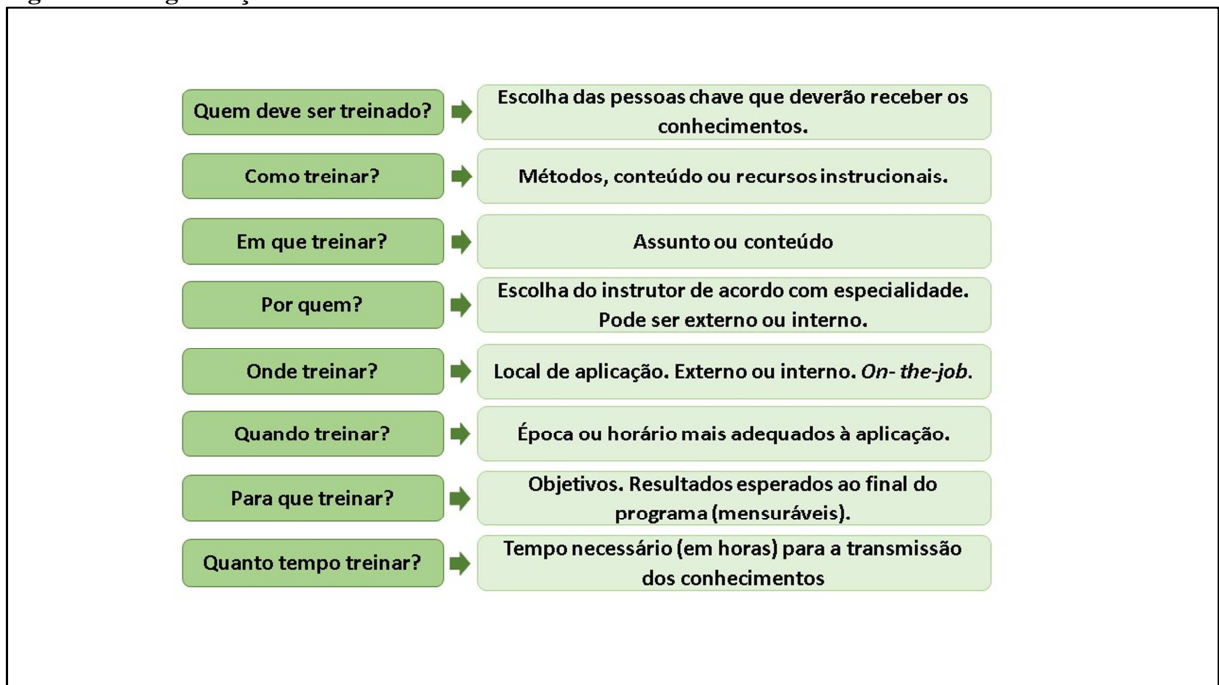 Quem deve ser treinado?
Escolha das pessoas chave que deverão receber os
conhecimentos.
Como treinar?
Métodos, conteúdo ou recursos instrucionais.
Em que treinar?
Assunto ou conteúdo
Por quem?
Escolha do instrutor de acordo com especialidade.
Pode ser externo ou interno.
Onde treinar?
Local de aplicação. Externo ou interno. On- the-job.
Quando treinar?
Época ou horário mais adequados à aplicação.
Para que treinar?
Objetivos. Resultados esperados ao final do
programa (mensuráveis).
Quanto tempo treinar?
Tempo necessário (em horas) para a transmissão
dos conhecimentos